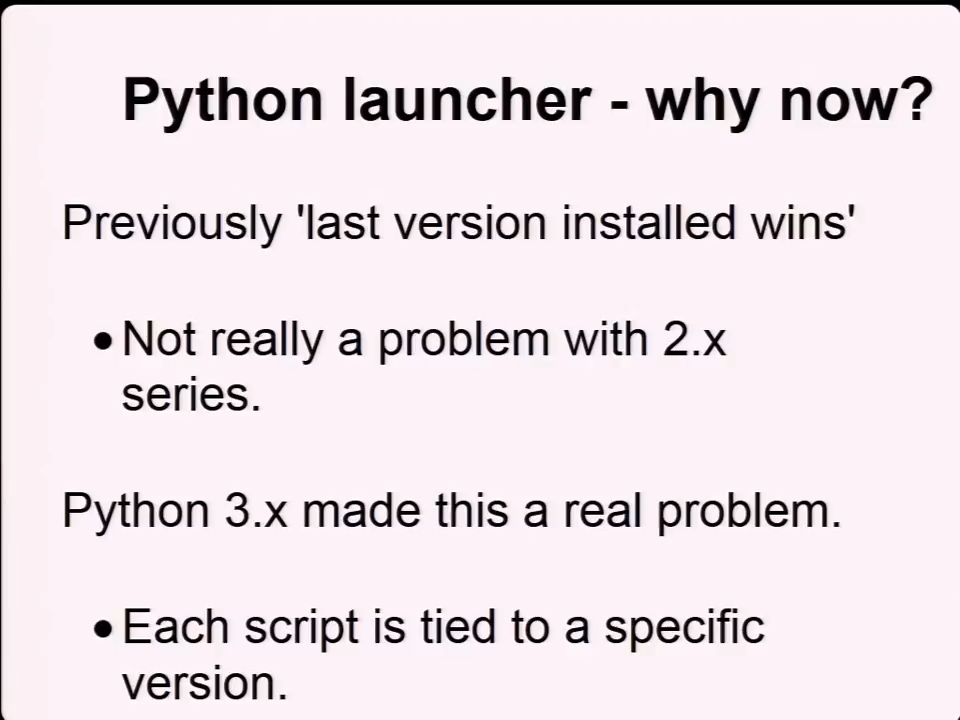 Python launcher - why now?
Previously 'last version installed wins'
• Not really a problem with 2.x
series.
Python 3.x made this a real problem.
• Each script is tied to a specific
version.